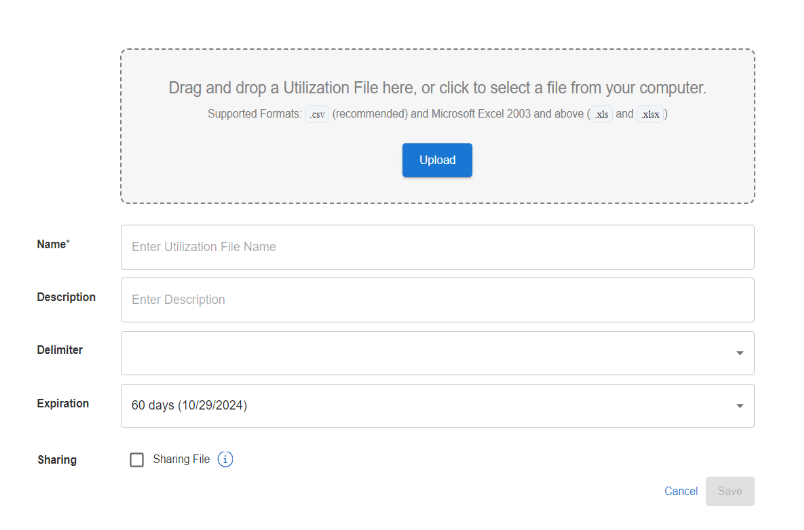 Drag and drop a Utilization File here, or click to select a file from your computer.
Supported Formats: .csv (recommended) and Microsoft Excel 2003 and above ( .xls and .xlsx )
Upload
Name*
Enter Utilization File Name
Description
Enter Description
Delimiter
Expiration
60 days (10/29/2024)
Sharing
Sharing File i
Cancel
Save